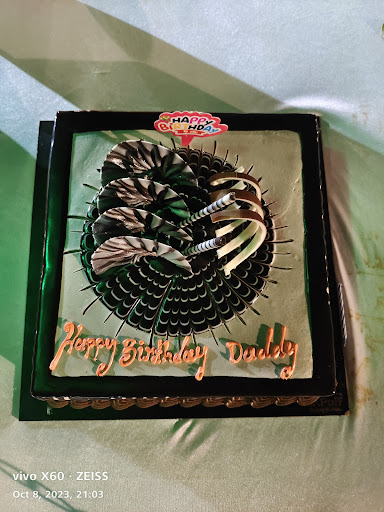 HAPPY
BIRTHDAY
Happy Birthday Daddy
vivo X60 · ZEISS
Oct 8, 2023, 21:03